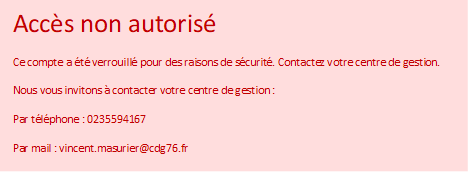 Accès non autorisé
Ce compte a été verrouillé pour des raisons de sécurité. Contactez votre centre de gestion.
Nous vous invitons à contacter votre centre de gestion :
Par téléphone : 0235594167
Par mail : vincent.masurier@cdg76.fr